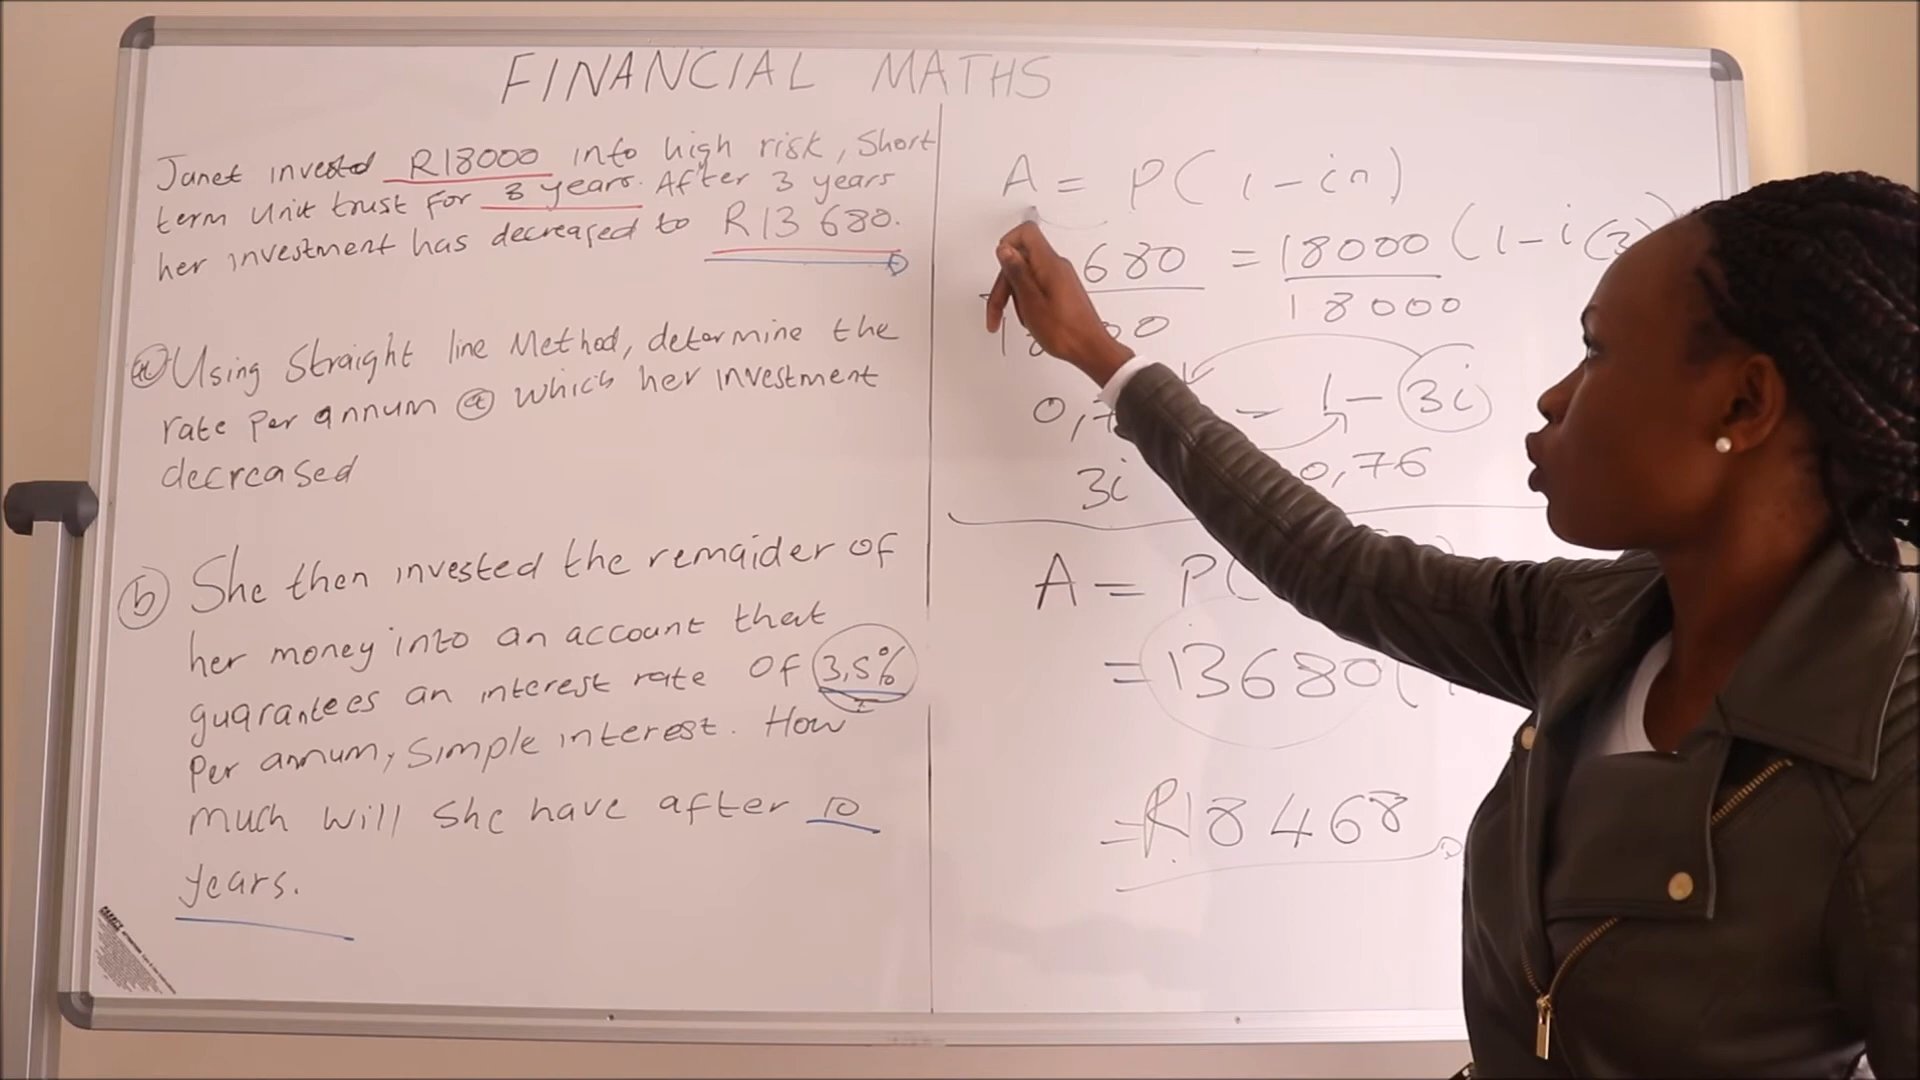 FINANCIAL MATHS
Janet invested R18000 into high risk, Short
term Unit trust for 3 years. After 3 years
her investment has decreased to R13 680.
a) Using Straight line Method, determine the
rate per annum @ which her investment
decreased
b) She then invested the remaider of
her money into an account that
guarantees an interest rate of 3,5%
per annum, simple interest. How
much will she have after 10
years.
A = P(1-in)
680 = 18000 (1-i(3)
18000
0,7 = 1-3i
3i 0,76
A = P(
= 13680(1
= R18 468.